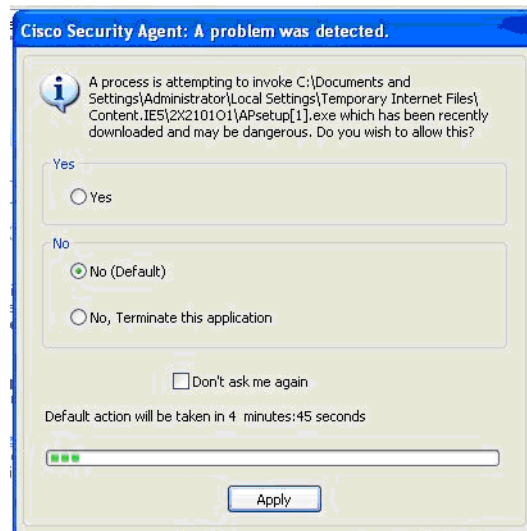 Cisco Security Agent: A problem was detected.
A process is attempting to invoke C:\Documents and
Settings\Administrator\Local Settings\Temporary Internet Files\
Content.IE5\2X2101O1\APsetup[1].exe which has been recently
downloaded and may be dangerous. Do you wish to allow this?
Yes
Yes
No
No (Default)
No, Terminate this application
Don't ask me again
Default action will be taken in 4 minutes:45 seconds
Apply